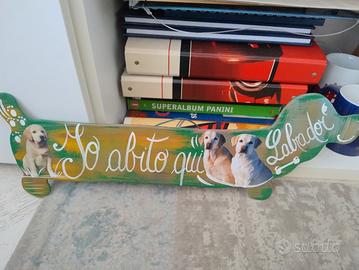 SUPERALBUM PANINI
Io abito qui
Labrador
subito